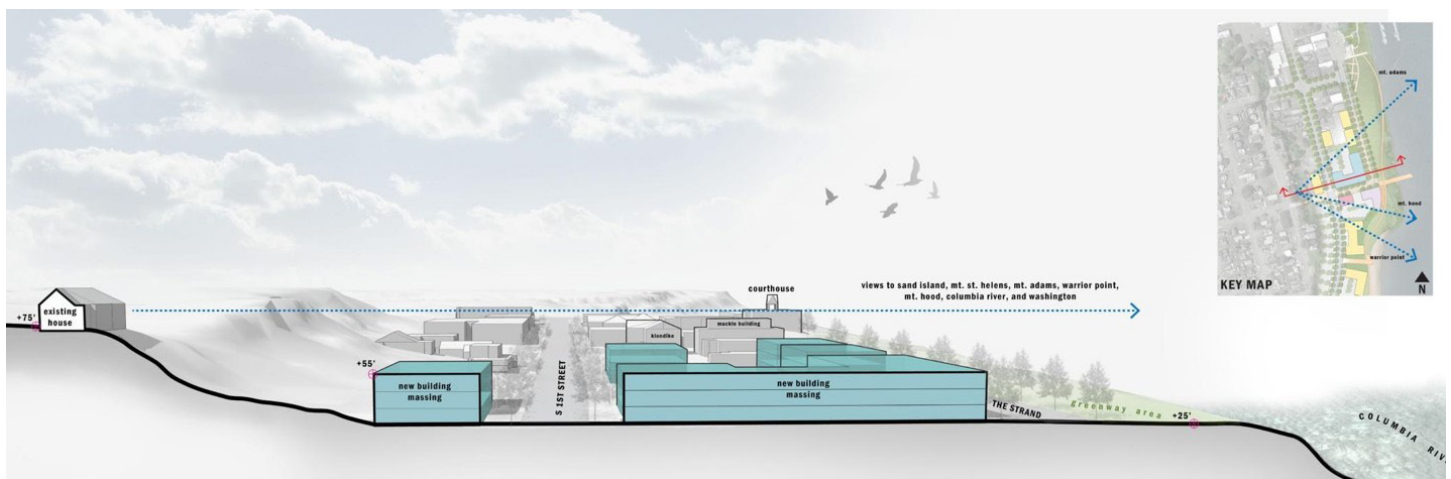 mt. adams
mt. hood
warrior point
KEY MAP
N
views to sand island, mt. st. helens, mt. adams, warrior point,
mt. hood, columbia river, and washington
courthouse
existing
house
+75'
muckle building
klondike
+55'
new building
massing
S 1ST STREET
new building
massing
THE STRAND
greenway area
+25'
COLUMBIA RIV